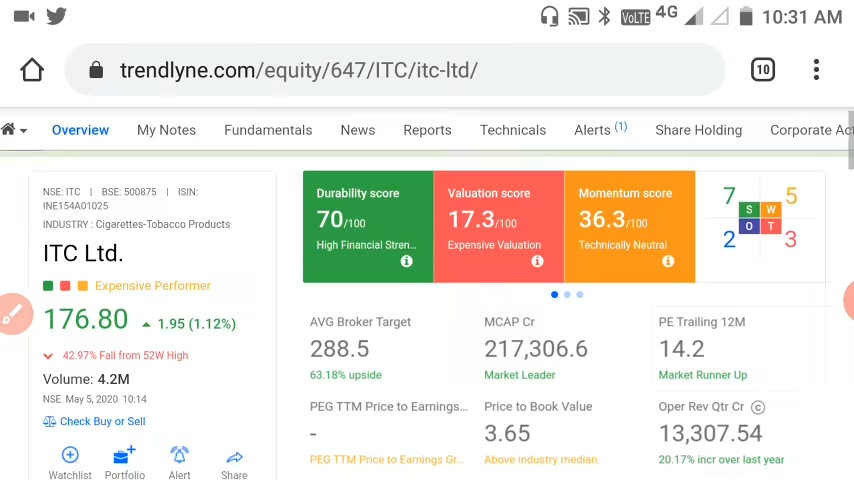 VoLTE 4G 10:31 AM
trendlyne.com/equity/647/ITC/itc-ltd/ 10
Overview My Notes Fundamentals News Reports Technicals Alerts (1) Share Holding Corporate Act
NSE: ITC | BSE: 500875 | ISIN:
INE154A01025
INDUSTRY : Cigarettes-Tobacco Products
ITC Ltd.
Expensive Performer
176.80 1.95 (1.12%)
42.97% Fall from 52W High
Volume: 4.2M
NSE May 5, 2020 10:14
Check Buy or Sell
Watchlist Portfolio Alert Share
Durability score
70/100
High Financial Stren...
Valuation score
17.3/100
Expensive Valuation
Momentum score
36.3/100
Technically Neutral
7 S W 5
2 O T 3
AVG Broker Target
288.5
63.18% upside
MCAP Cr
217,306.6
Market Leader
PE Trailing 12M
14.2
Market Runner Up
PEG TTM Price to Earnings...
-
PEG TTM Price to Earnings Gr...
Price to Book Value
3.65
Above industry median.
Oper Rev Qtr Cr C
13,307.54
20.17% incr over last year